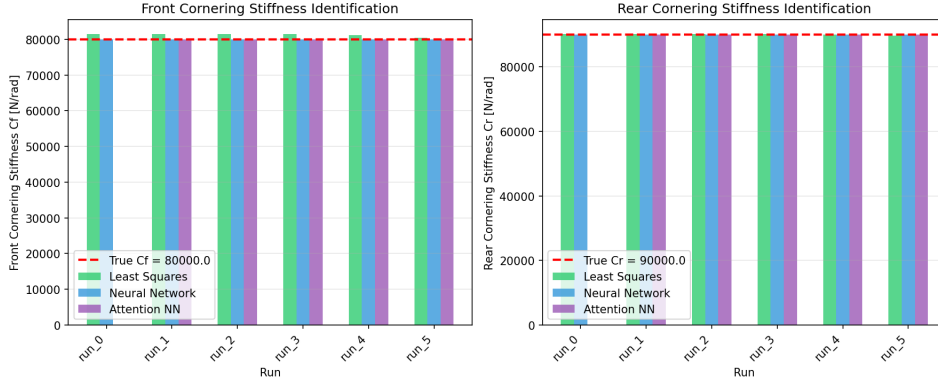 Front Cornering Stiffness Identification
Front Cornering Stiffness Cf [N/rad]
80000
70000
60000
50000
40000
30000
20000
10000
0
True Cf = 80000.0
Least Squares
Neural Network
Attention NN
run_0
run_1
run_2
run_3
run_4
run_5
Run
Rear Cornering Stiffness Identification
Rear Cornering Stiffness Cr [N/rad]
80000
60000
40000
20000
0
True Cr = 90000.0
Least Squares
Neural Network
Attention NN
run_0
run_1
run_2
run_3
run_4
run_5
Run